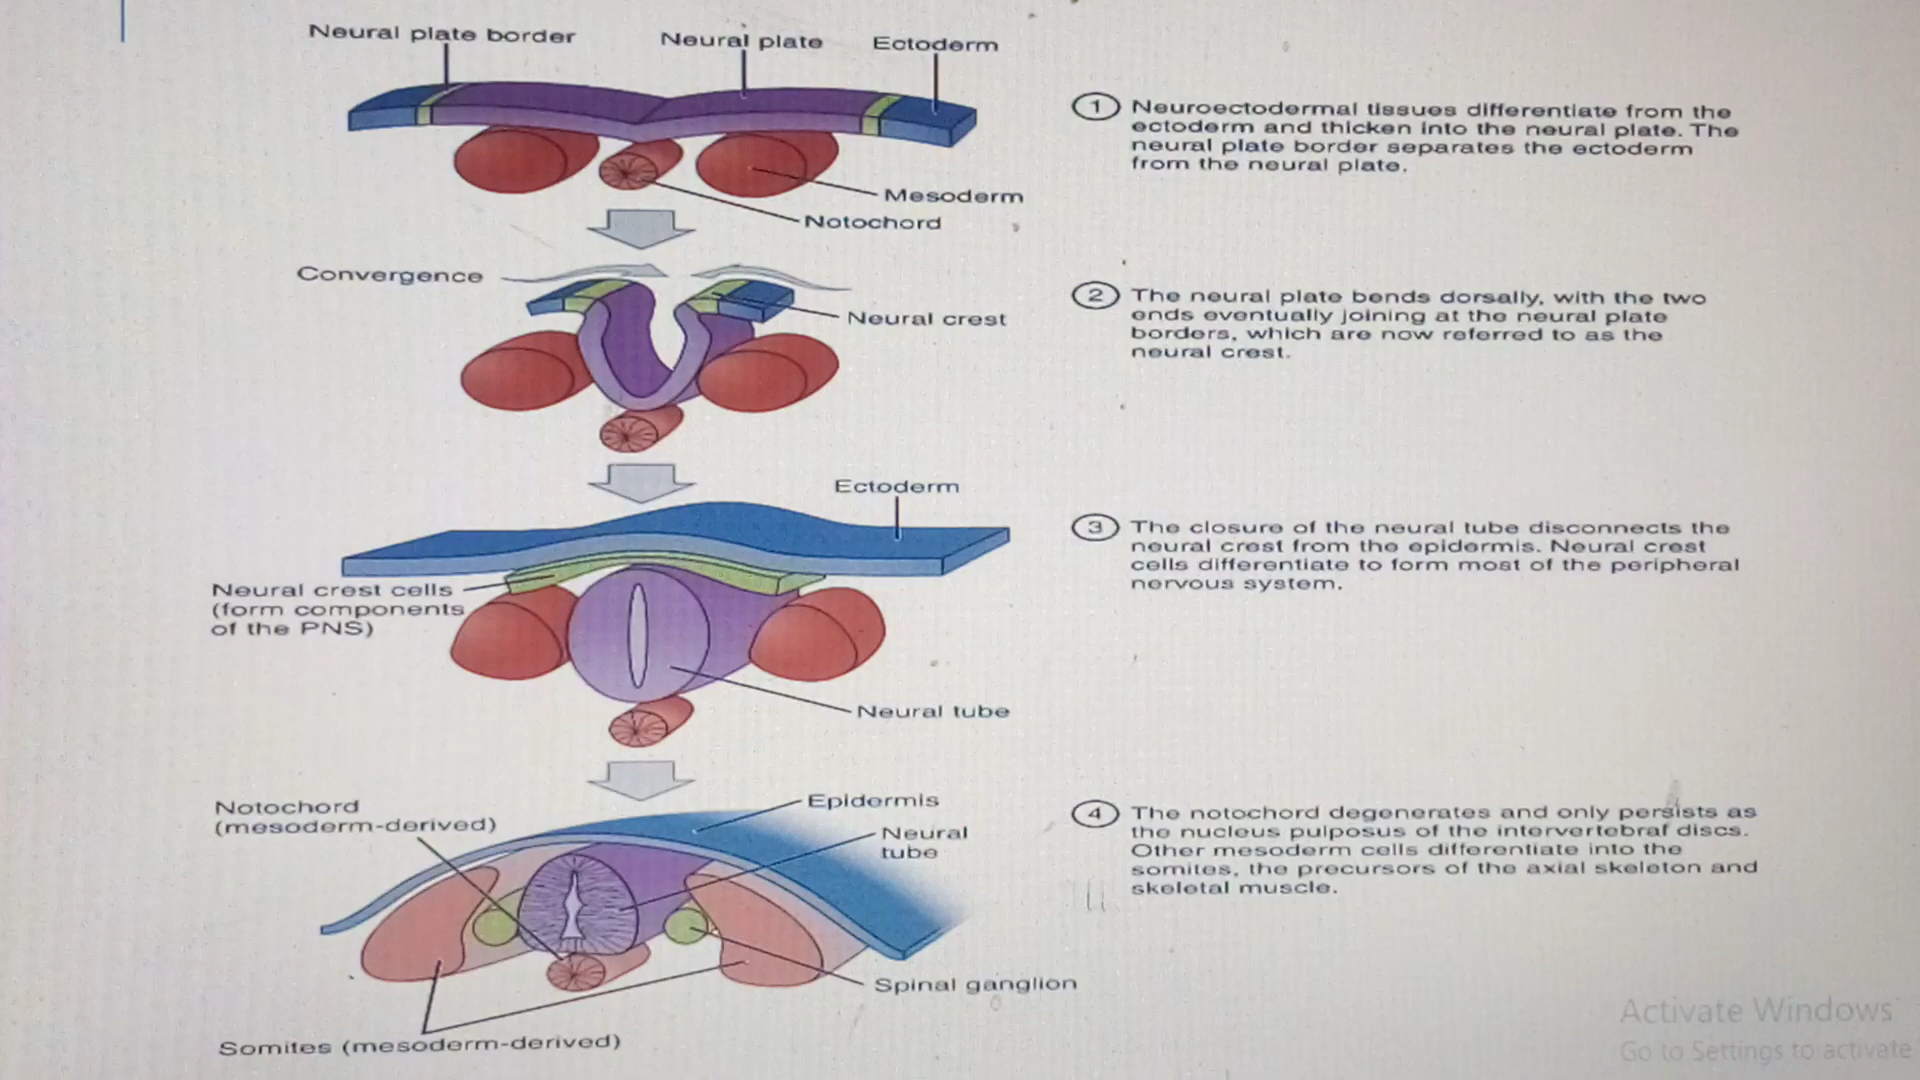 Neural plate border
Neural plate
Ectoderm
Mesoderm
Notochord
1 Neuroectodermal tissues differentiate from the
ectoderm and thicken into the neural plate. The
neural plate border separates the ectoderm
from the neural plate.
Convergence
Neural crest
2 The neural plate bends dorsally, with the two
ends eventually joining at the neural plate
borders, which are now referred to as the
neural crest.
Ectoderm
Neural crest cells
(form components
of the PNS)
Neural tube
3 The closure of the neural tube disconnects the
neural crest from the epidermis. Neural crest
cells differentiate to form most of the peripheral
nervous system.
Notochord
(mesoderm-derived)
Epidermis
Neural
tube
Spinal ganglion
Somites (mesoderm-derived)
4 The notochord degenerates and only persists as
the nucleus pulposus of the intervertebral discs.
Other mesoderm cells differentiate into the
somites, the precursors of the axial skeleton and
skeletal muscle.
Activate Windows
Go to Settings to activate